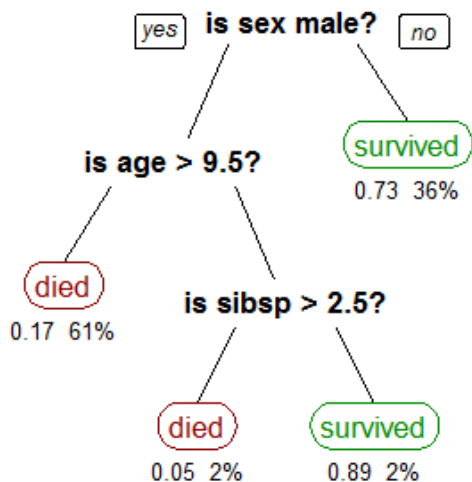 yes is sex male? no
survived
is age > 9.5?
0.73 36%
died
is sibsp > 2.5?
0.17 61%
died survived
0.05 2% 0.89 2%